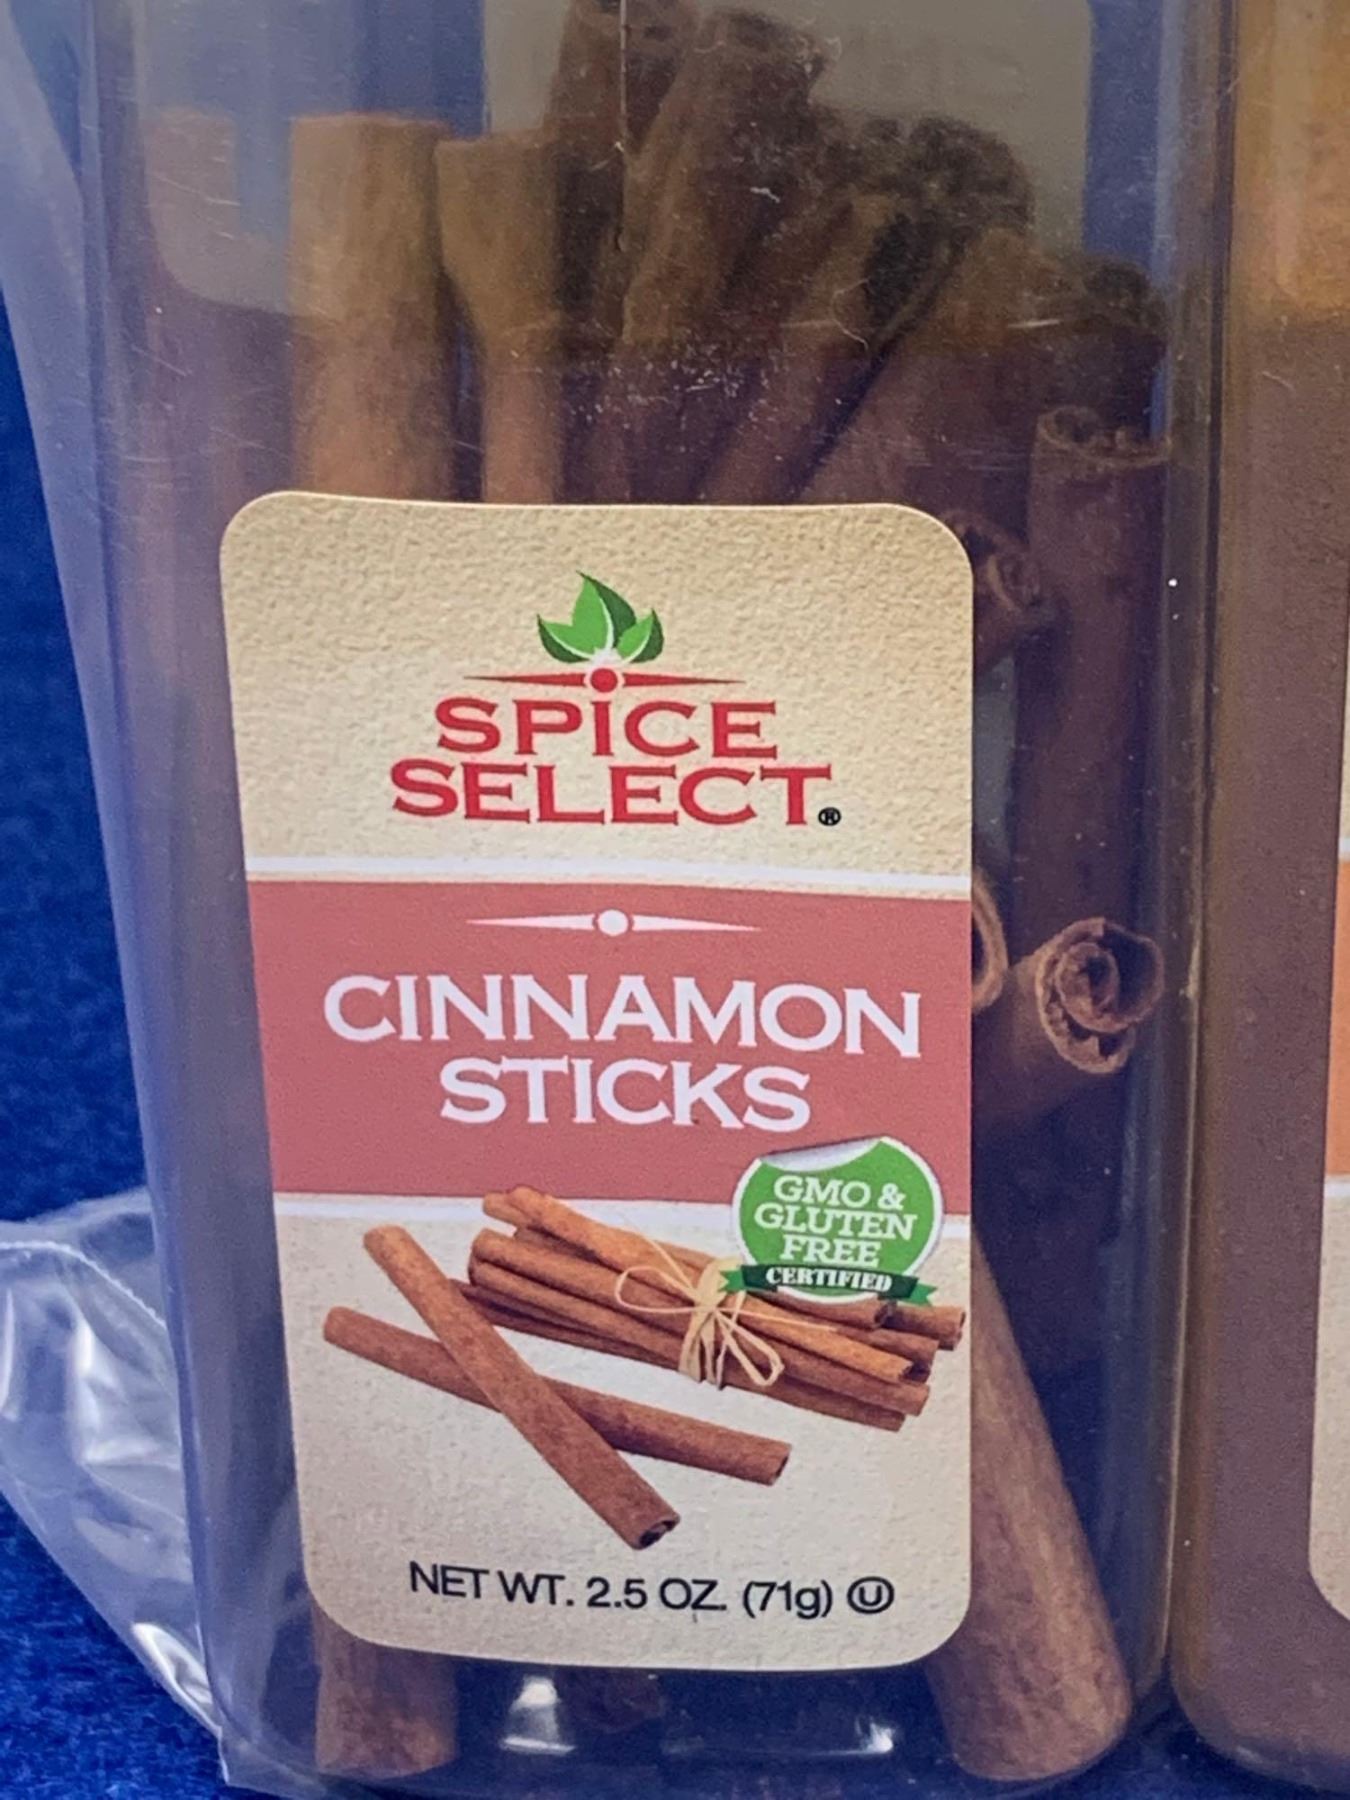 SPICE
SELECT®
CINNAMON
STICKS
GMO &
GLUTEN
FREE
CERTIFIED
NET WT. 2.5 OZ. (71g) Ⓤ